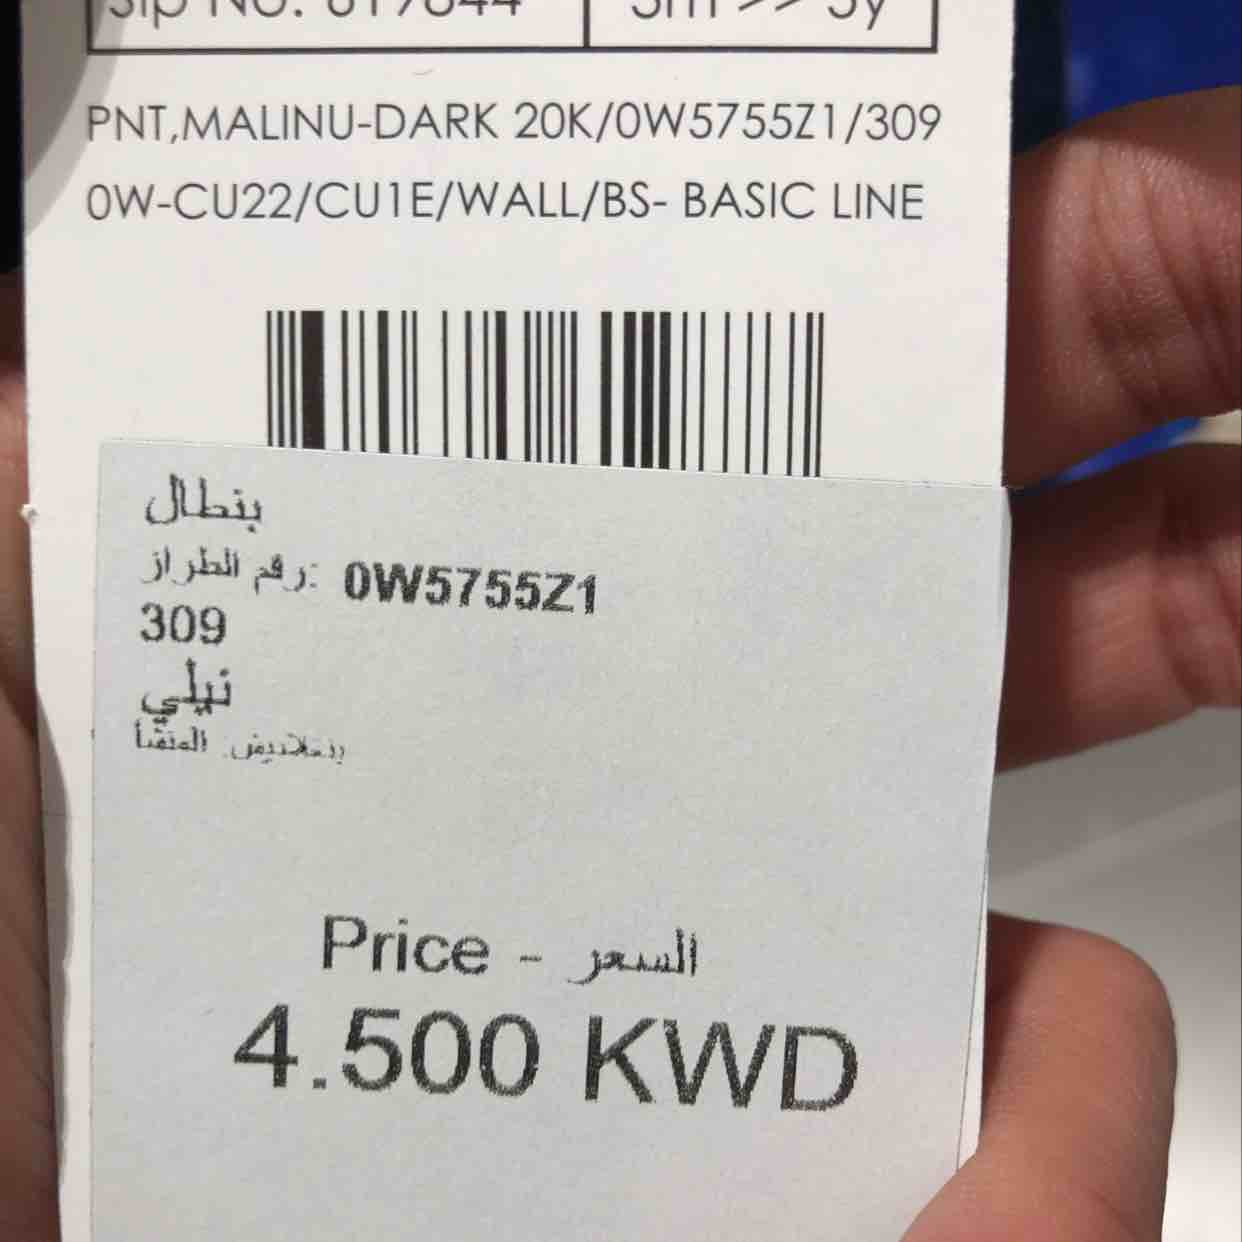 PNT,MALINU-DARK 20K/0W5755Z1/309
0W-CU22/CU1E/WALL/BS- BASIC LINE
بنطال
رقم الطراز: 0W5755Z1
309
نيلي
المنشأ
Price - السعر
4.500 KWD